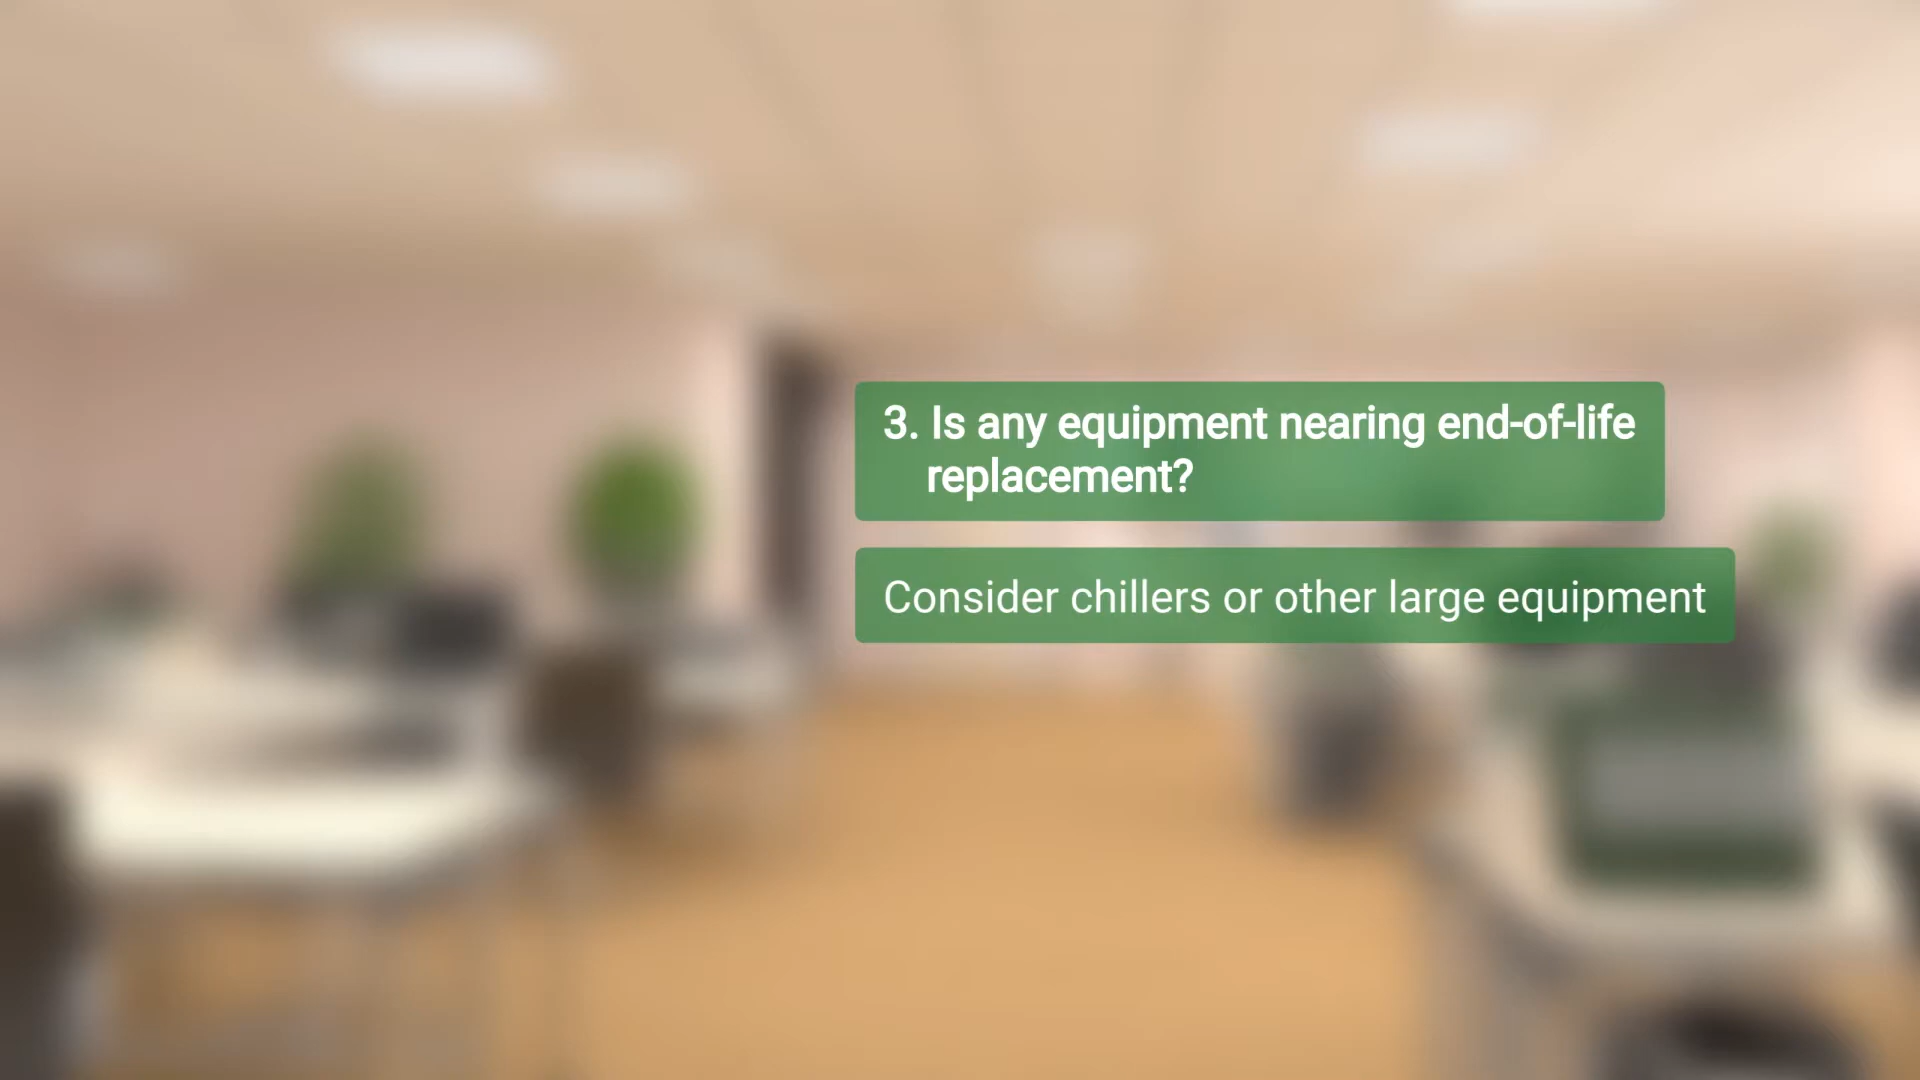 3. Is any equipment nearing end-of-life
replacement?
Consider chillers or other large equipment